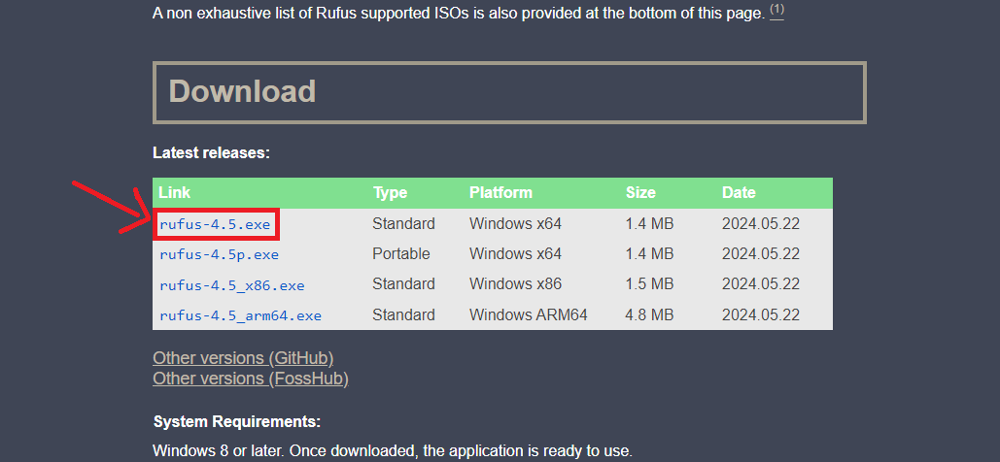 A non exhaustive list of Rufus supported ISOs is also provided at the bottom of this page. (1)
Download
Latest releases:
Link Type Platform Size Date
rufus-4.5.exe Standard Windows x64 1.4 MB 2024.05.22
rufus-4.5p.exe Portable Windows x64 1.4 MB 2024.05.22
rufus-4.5_x86.exe Standard Windows x86 1.5 MB 2024.05.22
rufus-4.5_arm64.exe Standard Windows ARM64 4.8 MB 2024.05.22
Other versions (GitHub)
Other versions (FossHub)
System Requirements:
Windows 8 or later. Once downloaded, the application is ready to use.